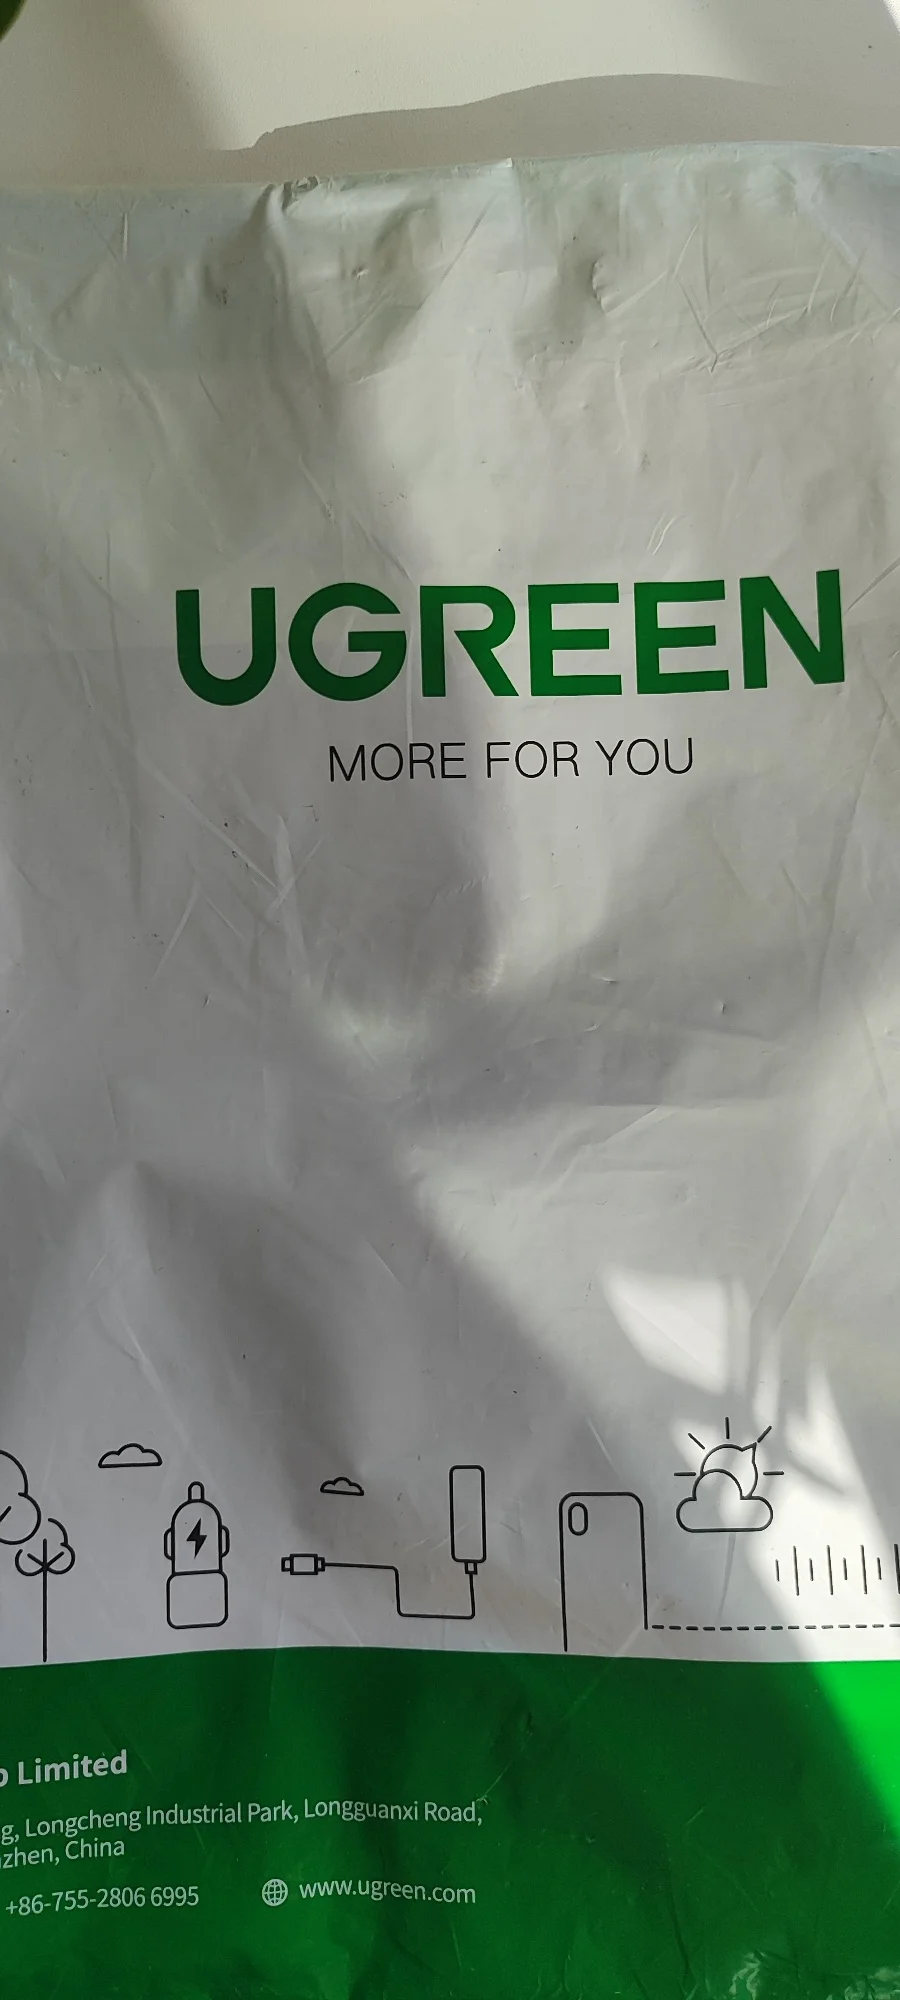 UGREEN
MORE FOR YOU
Limited
Longcheng Industrial Park, Longguanxi Road,
zhen, China
+86-755-2806 6995
www.ugreen.com